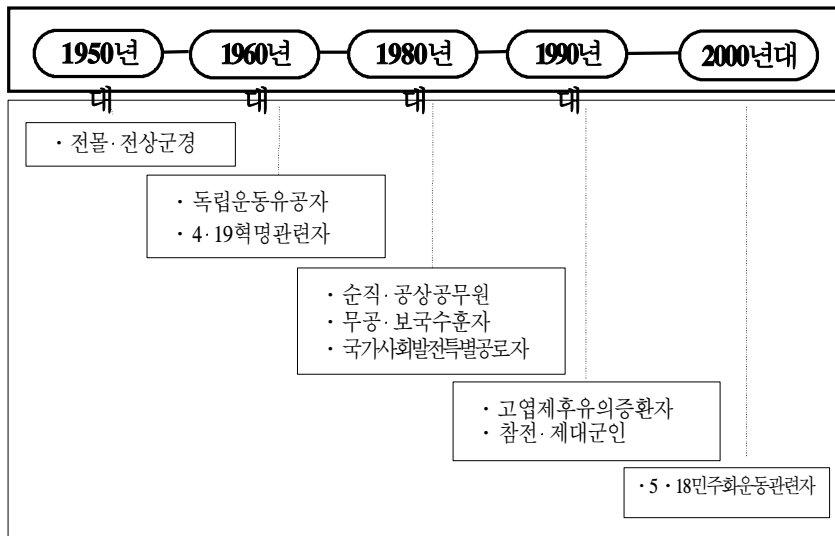 1950년대
1960년대
1980년대
1990년대
2000년대
· 전몰·전상군경
· 독립운동유공자
· 4·19혁명관련자
· 순직·공상공무원
· 무공·보국수훈자
· 국가사회발전특별공로자
· 고엽제후유의증환자
· 참전·제대군인
· 5·18민주화운동관련자